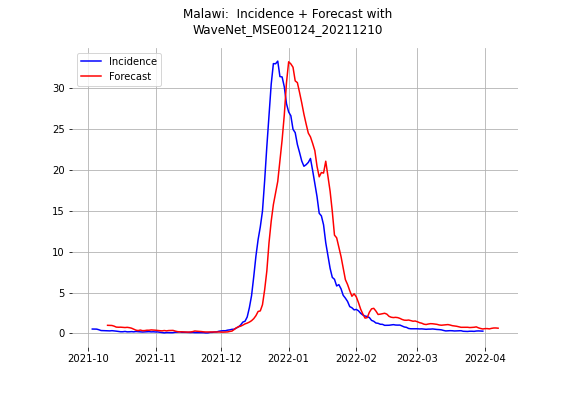 Malawi:  Incidence + Forecast with
WaveNet_MSE00124_20211210
Incidence
Forecast
30
25
20
15
10
5
0
2021-10 2021-11 2021-12 2022-01 2022-02 2022-03 2022-04